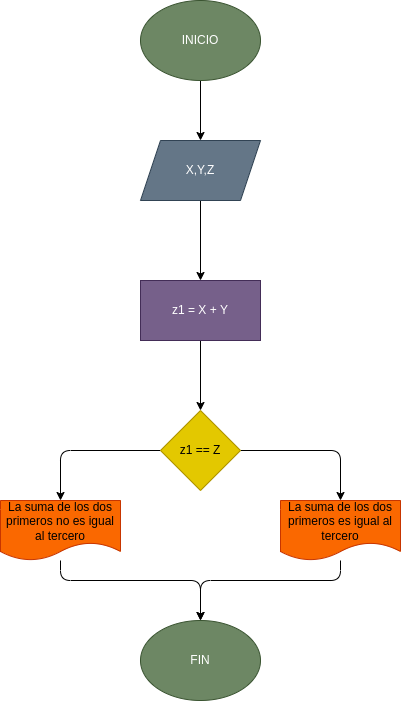 INICIO
X,Y,Z
z1 = X + Y
z1 == Z
La suma de los dos
primeros no es igual
al tercero
La suma de los dos
primeros es igual al
tercero
FIN